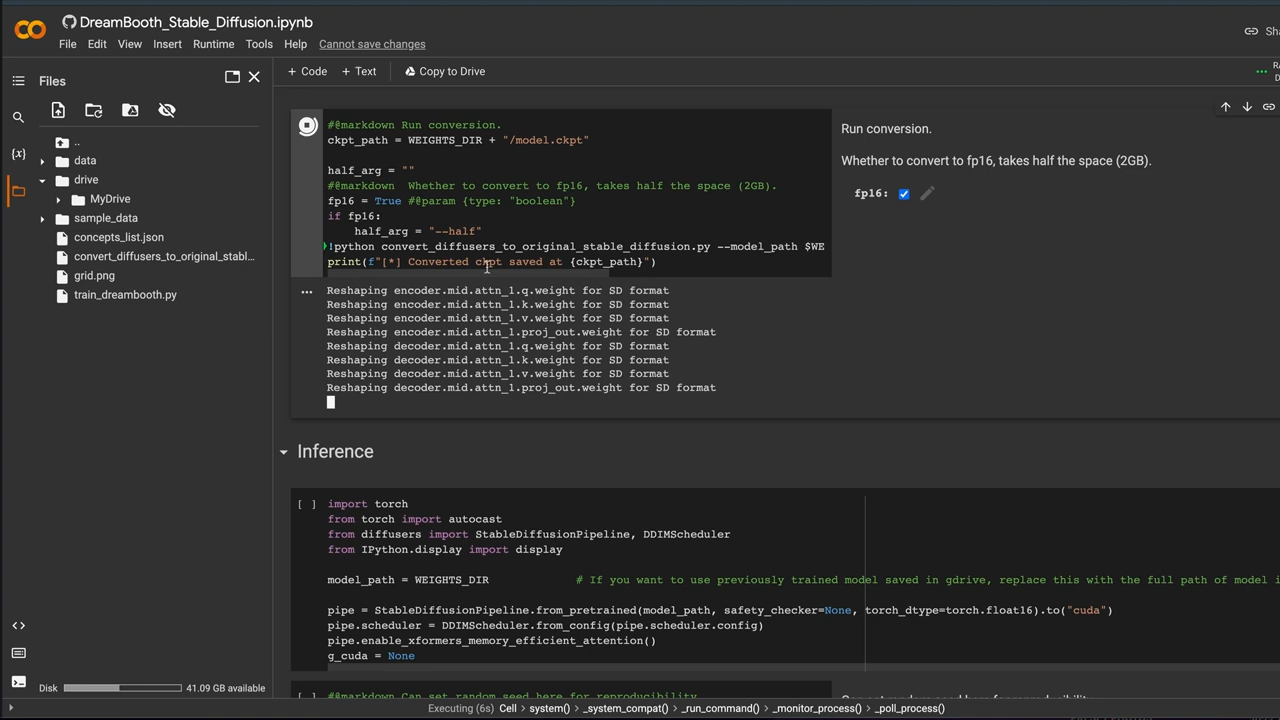 DreamBooth_Stable_Diffusion.ipynb
File Edit View Insert Runtime Tools Help Cannot save changes
Files
+ Code + Text Copy to Drive
..
data
drive
MyDrive
sample_data
concepts_list.json
convert_diffusers_to_original_stabl...
grid.png
train_dreambooth.py
#@markdown Run conversion.
ckpt_path = WEIGHTS_DIR + "/model.ckpt"
half_arg = ""
#@markdown  Whether to convert to fp16, takes half the space (2GB).
fp16 = True #@param {type: "boolean"}
if fp16:
    half_arg = "--half"
!python convert_diffusers_to_original_stable_diffusion.py --model_path $WE
print(f"[*] Converted ckpt saved at {ckpt_path}")
Run conversion.
Whether to convert to fp16, takes half the space (2GB).
fp16:
Reshaping encoder.mid.attn_1.q.weight for SD format
Reshaping encoder.mid.attn_1.k.weight for SD format
Reshaping encoder.mid.attn_1.v.weight for SD format
Reshaping encoder.mid.attn_1.proj_out.weight for SD format
Reshaping decoder.mid.attn_1.q.weight for SD format
Reshaping decoder.mid.attn_1.k.weight for SD format
Reshaping decoder.mid.attn_1.v.weight for SD format
Reshaping decoder.mid.attn_1.proj_out.weight for SD format
Inference
[ ] import torch
from torch import autocast
from diffusers import StableDiffusionPipeline, DDIMScheduler
from IPython.display import display
model_path = WEIGHTS_DIR             # If you want to use previously trained model saved in gdrive, replace this with the full path of model i
pipe = StableDiffusionPipeline.from_pretrained(model_path, safety_checker=None, torch_dtype=torch.float16).to("cuda")
pipe.scheduler = DDIMScheduler.from_config(pipe.scheduler.config)
pipe.enable_xformers_memory_efficient_attention()
g_cuda = None
[ ] #@markdown Can set random seed here for reproducibility.
Disk 41.09 GB available
Executing (6s) Cell system() _system_compat() _run_command() _monitor_process() _poll_process()